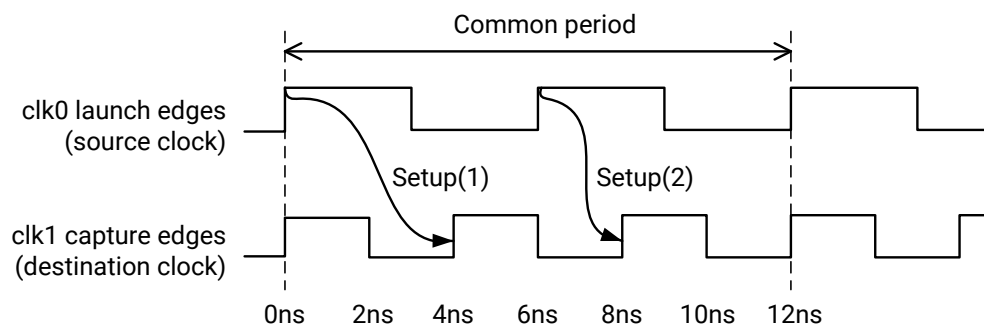 Common period
clk0 launch edges
(source clock)
Setup(1)
Setup(2)
clk1 capture edges
(destination clock)
0ns 2ns 4ns 6ns 8ns 10ns 12ns